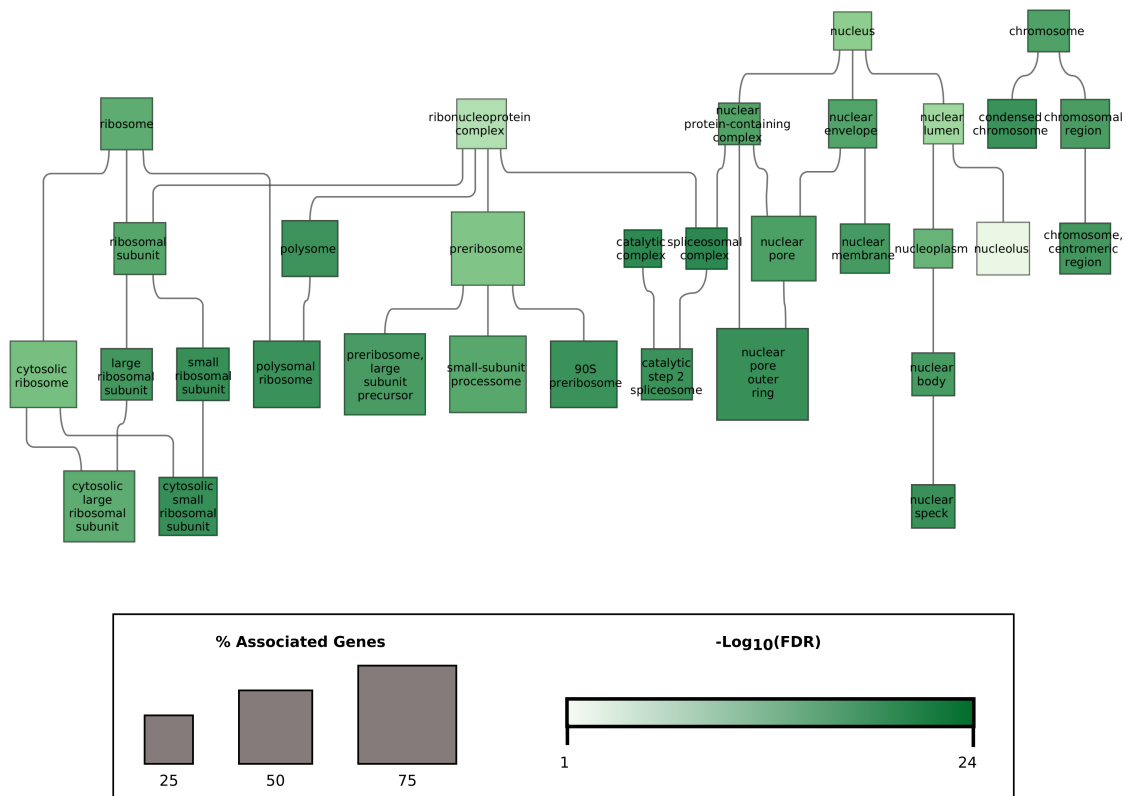 nucleus
chromosome
ribosome
ribonucleoprotein
complex
nuclear
protein-containing
complex
nuclear
envelope
nuclear
lumen
condensed
chromosome
chromosomal
region
ribosomal
subunit
polysome
preribosome
catalytic
complex
spliceosomal
complex
nuclear
pore
nuclear
membrane
nucleoplasm
nucleolus
chromosome,
centromeric
region
cytosolic
ribosome
large
ribosomal
subunit
small
ribosomal
subunit
polysomal
ribosome
preribosome,
large
subunit
precursor
small-subunit
processome
90S
preribosome
catalytic
step 2
spliceosome
nuclear
pore
outer
ring
nuclear
body
cytosolic
large
ribosomal
subunit
cytosolic
small
ribosomal
subunit
nuclear
speck
% Associated Genes
25
50
75
-Log10(FDR)
1
24